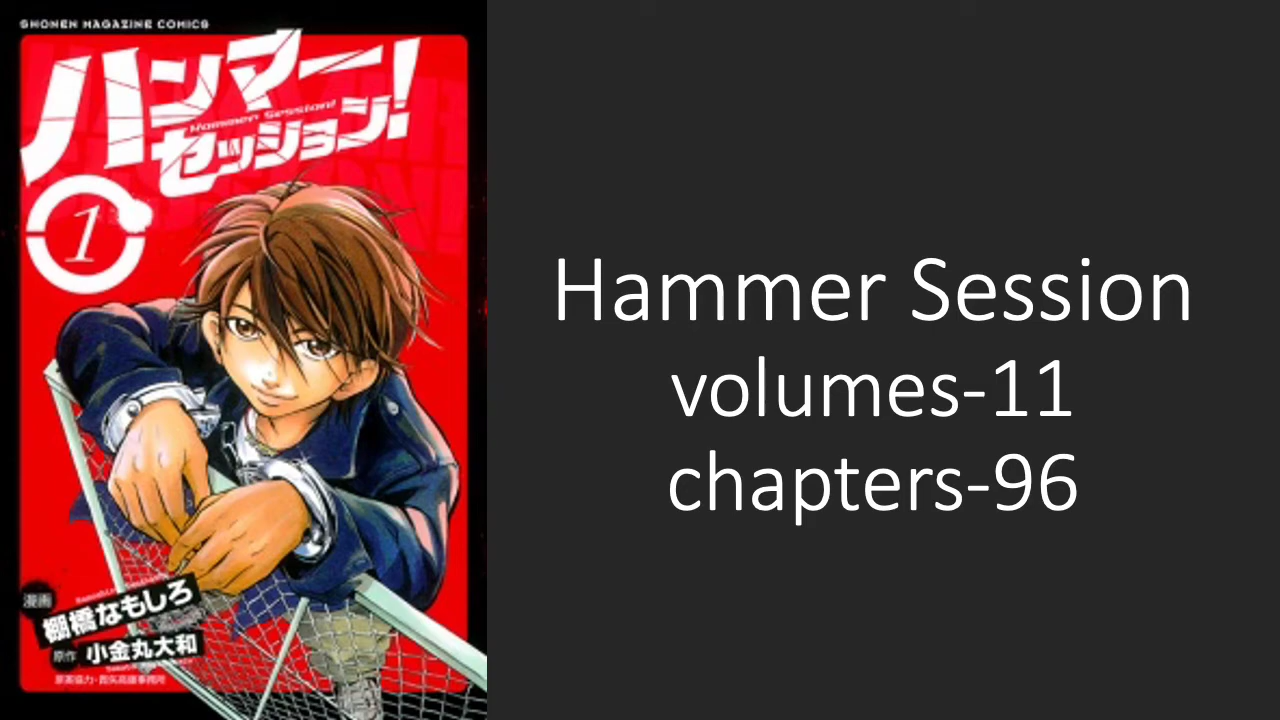 SHONEN MAGAZINE COMICS
ハンマー
Hammer Session!
セッション!
1
漫画
棚橋なもしろ
原作 小金丸大和
Hammer Session
volumes-11
chapters-96